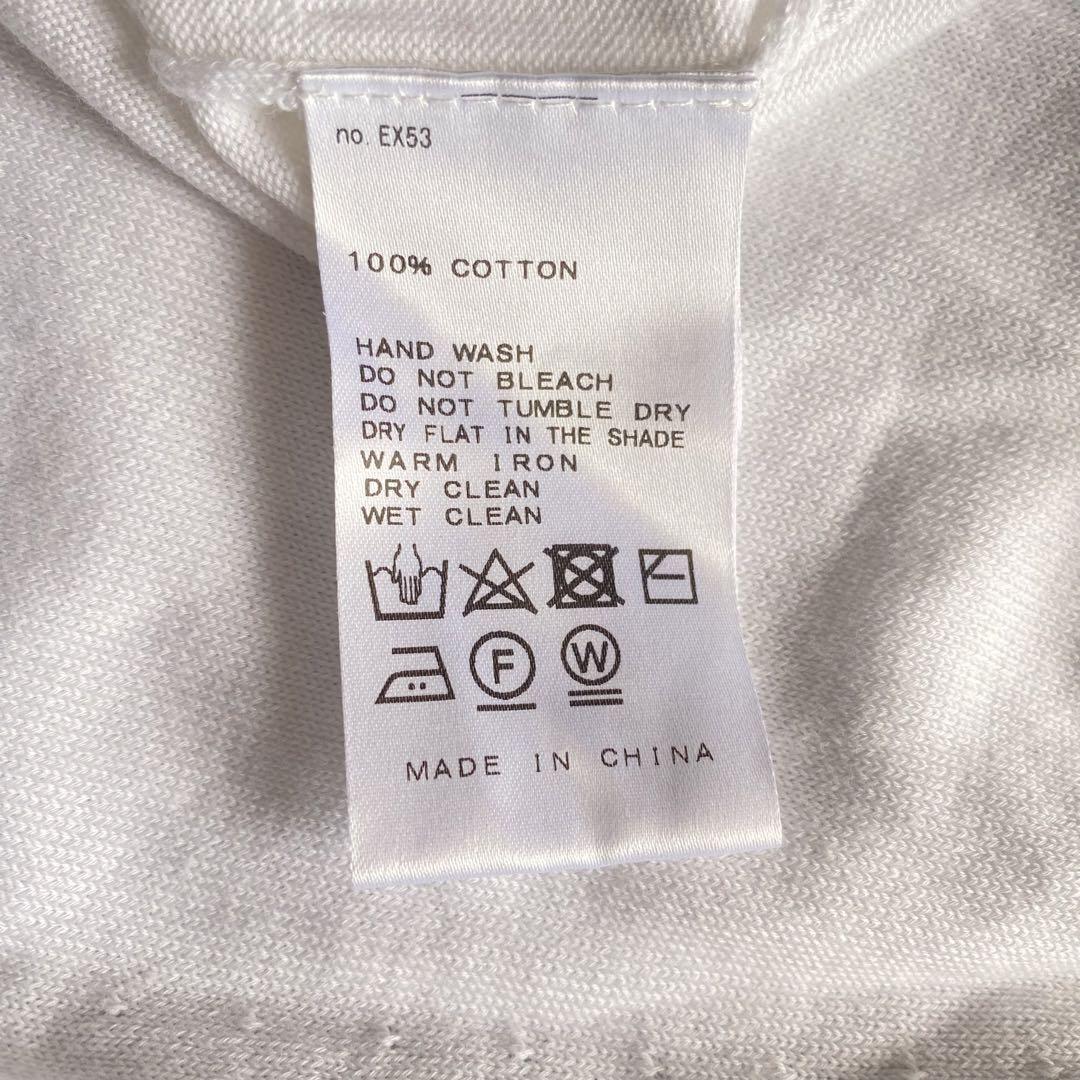 no. EX53
100% COTTON
HAND WASH
DO NOT BLEACH
DO NOT TUMBLE DRY
DRY FLAT IN THE SHADE
WARM IRON
DRY CLEAN
WET CLEAN
F W
MADE IN CHINA